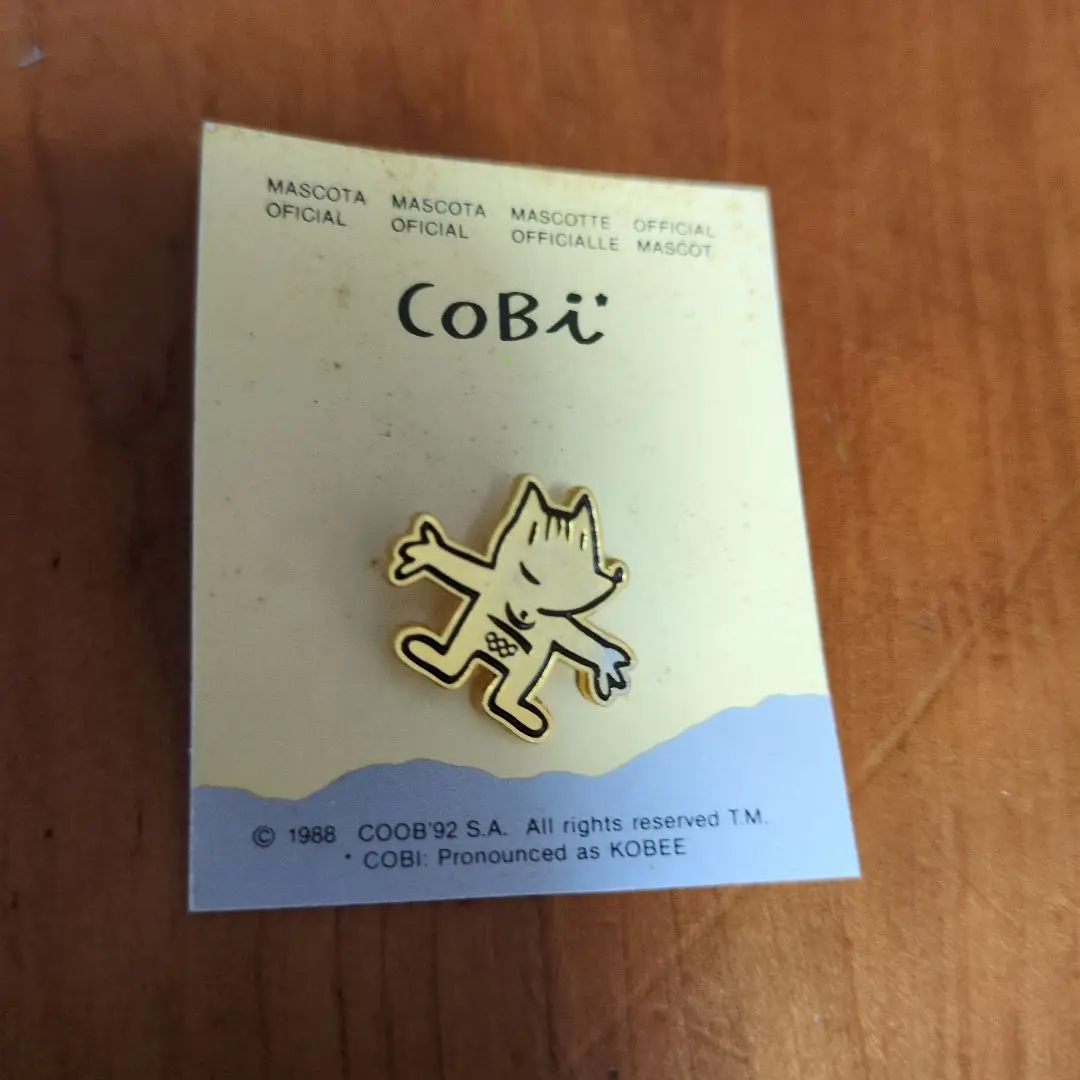 MASCOTA MASCOTA MASCOTTE OFFICIAL
OFICIAL OFICIAL OFFICIALLE MASCOT
COBi*
© 1988 COOB'92 S.A. All rights reserved T.M.
* COBI: Pronounced as KOBEE